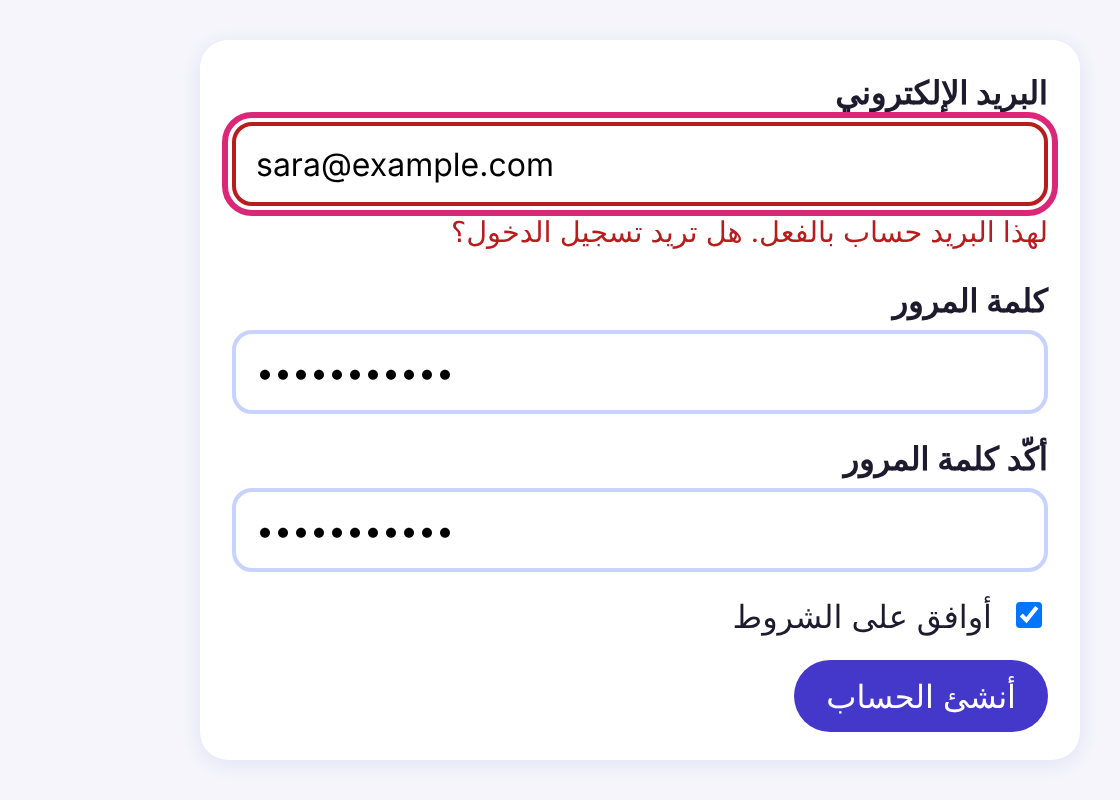 البريد الإلكتروني
sara@example.com
لهذا البريد حساب بالفعل. هل تريد تسجيل الدخول؟
كلمة المرور
•••••••••••
أكّد كلمة المرور
•••••••••••
أوافق على الشروط
أنشئ الحساب